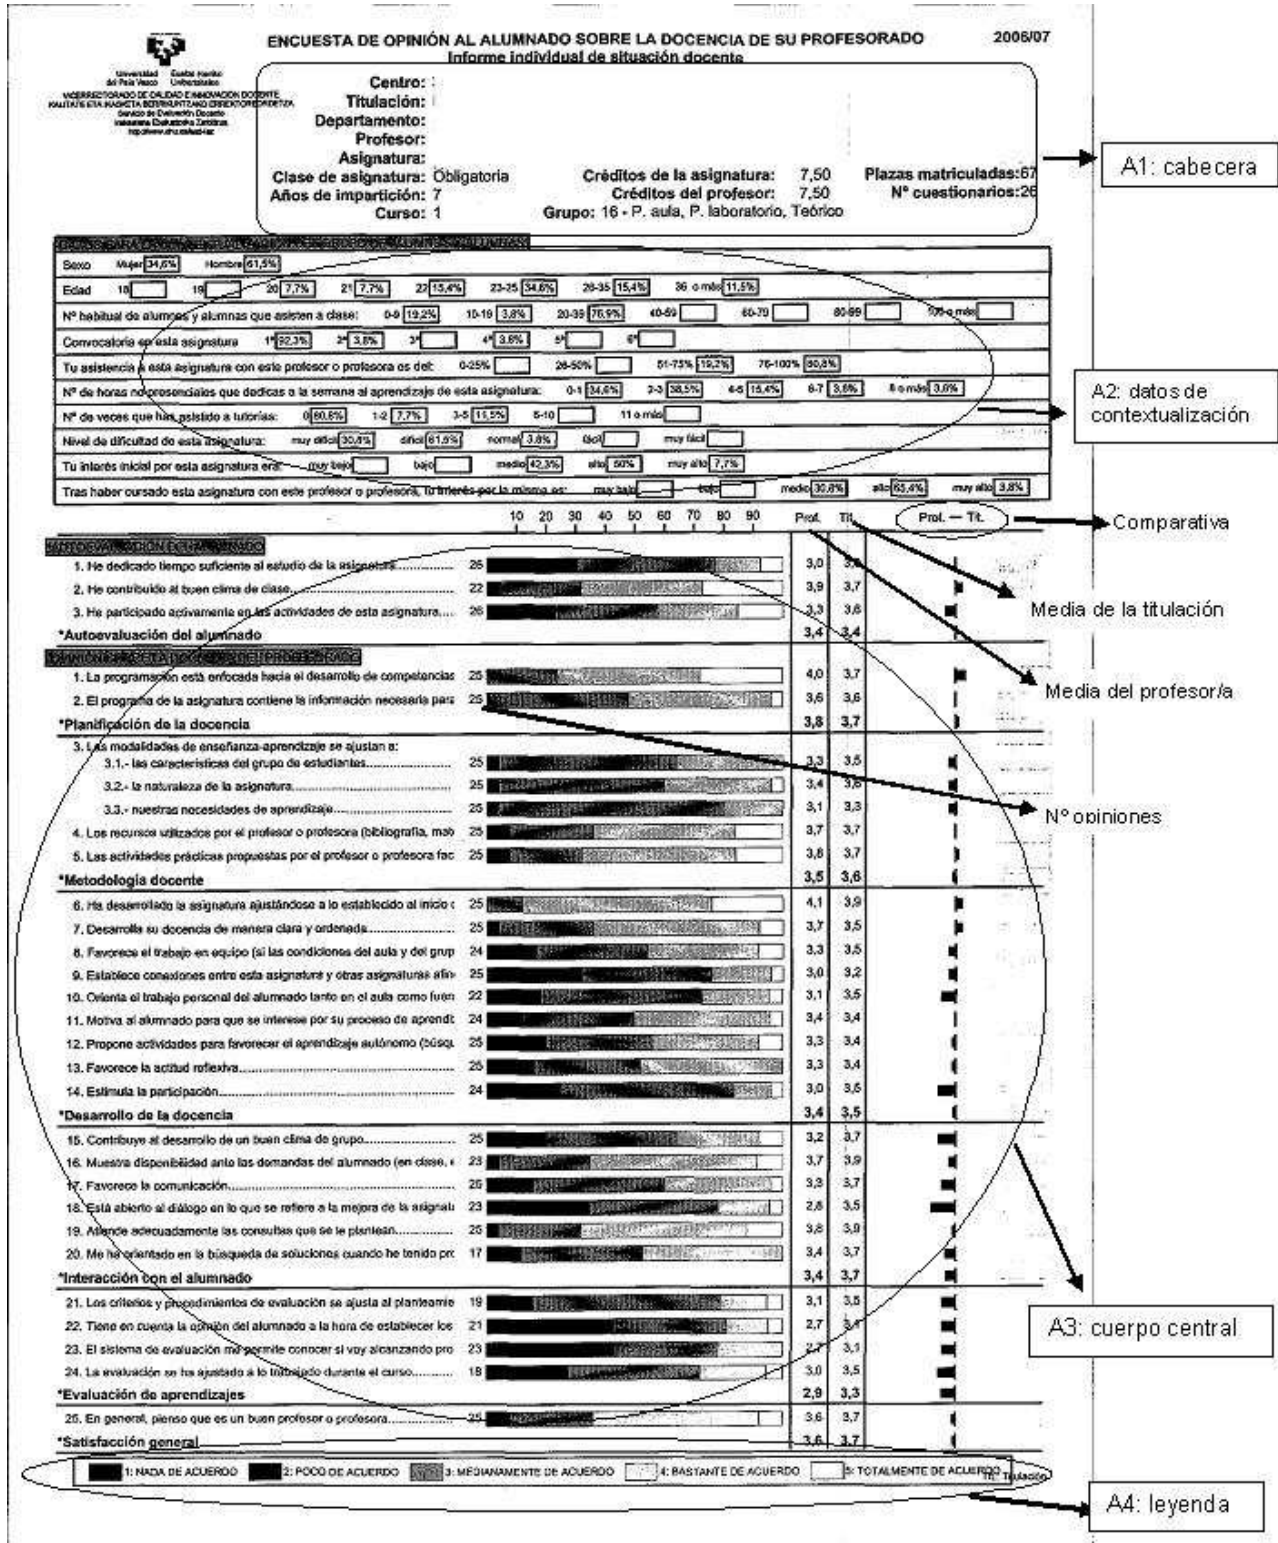 ENCUESTA DE OPINIÓN AL ALUMNADO SOBRE LA DOCENCIA DE SU PROFESORADO 2006/07
Informe individual de situación docente
Universidad Euskal Herriko
del País Vasco Unibertsitatea
VICERRECTORADO DE CALIDAD E INNOVACIÓN DOCENTE
Servicio de Evaluación Docente
Centro:
Titulación:
Departamento:
Profesor:
Asignatura:
Clase de asignatura: Obligatoria Créditos de la asignatura: 7,50 Plazas matriculadas:67
Años de impartición: 7 Créditos del profesor: 7,50 Nº cuestionarios:26
Curso: 1 Grupo: 16 - P. aula, P. laboratorio, Teórico
A1: cabecera
Sexo Mujer 34,6% Hombre 61,5%
Edad 18 19 20 7,7% 21 7,7% 22 15,4% 23-25 34,6% 26-35 15,4% 36 o más 11,5%
Nº habitual de alumnos y alumnas que asisten a clase: 0-9 19,2% 10-19 3,8% 20-39 76,9% 40-59 60-79 80-99 100 o más
Convocatoria en esta asignatura 1ª 92,3% 2ª 3,8% 3ª 4ª 3,8% 5ª 6ª
Tu asistencia a esta asignatura con este profesor o profesora es del: 0-25% 26-50% 51-75% 19,2% 76-100% 80,8%
Nº de horas no presenciales que dedicas a la semana al aprendizaje de esta asignatura: 0-1 34,6% 2-3 38,5% 4-5 15,4% 6-7 3,8% 8 o más 3,8%
Nº de veces que has asistido a tutorías: 0 80,8% 1-2 7,7% 3-5 11,5% 5-10 11 o más
Nivel de dificultad de esta asignatura: muy difícil 30,8% difícil 61,5% normal 3,8% fácil muy fácil
Tu interés inicial por esta asignatura era: muy bajo bajo medio 42,3% alto 50% muy alto 7,7%
Tras haber cursado esta asignatura con este profesor o profesora, tu interés por la misma es: muy bajo bajo medio 30,8% alto 65,4% muy alto 3,8%
A2: datos de
contextualización
10 20 30 40 50 60 70 80 90 Prof. Tit. Prof. — Tit.
Comparativa
AUTOEVALUACIÓN DEL ALUMNADO
1. He dedicado tiempo suficiente al estudio de la asignatura 26 3,0
2. He contribuido al buen clima de clase 22 3,9 3,7
3. He participado activamente en las actividades de esta asignatura.... 26 3,3 3,6
*Autoevaluación del alumnado 3,4 3,4
Media de la titulación
1. La programación está enfocada hacia el desarrollo de competencias 25 4,0 3,7
2. El programa de la asignatura contiene la información necesaria para 25 3,6 3,6
*Planificación de la docencia 3,8 3,7
Media del profesor/a
3. Las modalidades de enseñanza-aprendizaje se ajustan a:
3.1.- las características del grupo de estudiantes 25 3,3 3,5
3.2.- la naturaleza de la asignatura 25 3,4
3.3.- nuestras necesidades de aprendizaje 25 3,1 3,3
4. Los recursos utilizados por el profesor o profesora (bibliografía, mat 25 3,7 3,7
5. Las actividades prácticas propuestas por el profesor o profesora fac 25 3,7
*Metodología docente 3,5 3,6
Nº opiniones
6. Ha desarrollado la asignatura ajustándose a lo establecido al inicio c 25 4,1 3,9
7. Desarrolla su docencia de manera clara y ordenada 25 3,7 3,5
8. Favorece el trabajo en equipo (si las condiciones del aula y del grup 24 3,3 3,5
9. Establece conexiones entre esta asignatura y otras asignaturas afin 25 3,0 3,2
10. Orienta el trabajo personal del alumnado tanto en el aula como fuer 22 3,1 3,5
11. Motiva al alumnado para que se interese por su proceso de aprendiz 24 3,4 3,4
12. Propone actividades para favorecer el aprendizaje autónomo (búsqu 25 3,3 3,4
13. Favorece la actitud reflexiva 25 3,3 3,4
14. Estimula la participación 24 3,0 3,5
*Desarrollo de la docencia 3,4 3,5
15. Contribuye al desarrollo de un buen clima de grupo 25 3,2 3,7
16. Muestra disponibilidad ante las demandas del alumnado (en clase, e 23 3,7 3,9
17. Favorece la comunicación 25 3,3 3,7
18. Está abierto al diálogo en lo que se refiere a la mejora de la asignatu 23 3,5
19. Atiende adecuadamente las consultas que se le plantean 25 3,8 3,9
20. Me ha orientado en la búsqueda de soluciones cuando he tenido pro 17 3,4 3,7
*Interacción con el alumnado 3,4 3,7
21. Los criterios y procedimientos de evaluación se ajusta al planteamie 19 3,1 3,5
22. Tiene en cuenta la opinión del alumnado a la hora de establecer los 21 2,7
23. El sistema de evaluación me permite conocer si voy alcanzando pro 23 2,7 3,1
24. La evaluación se ha ajustado a lo trabajado durante el curso 18 3,0 3,5
*Evaluación de aprendizajes 2,9 3,3
A3: cuerpo central
25. En general, pienso que es un buen profesor o profesora 25 3,6 3,7
*Satisfacción general 3,6 3,7
1: NADA DE ACUERDO 2: POCO DE ACUERDO 3: MEDIANAMENTE DE ACUERDO 4: BASTANTE DE ACUERDO 5: TOTALMENTE DE ACUERDO Tit.: Titulación
A4: leyenda